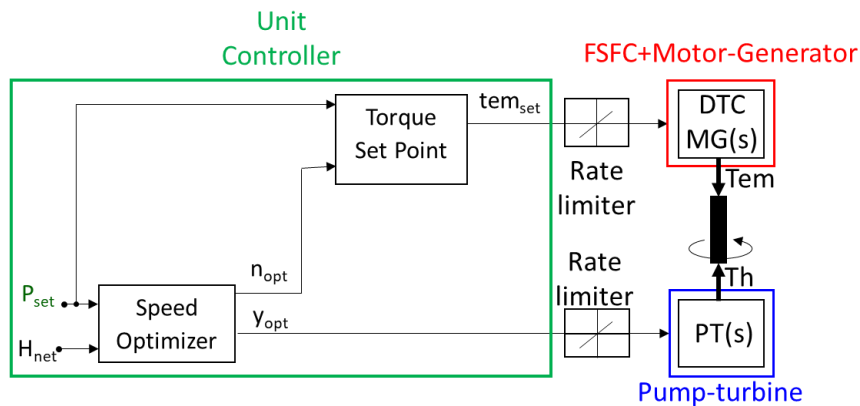 Unit
Controller
FSFC+Motor-Generator
tem_set
Torque
Set Point
DTC
MG(s)
Rate
limiter
Tem
n_opt
Rate
limiter
Th
P_set
Speed
Optimizer
y_opt
H_net
PT(s)
Pump-turbine